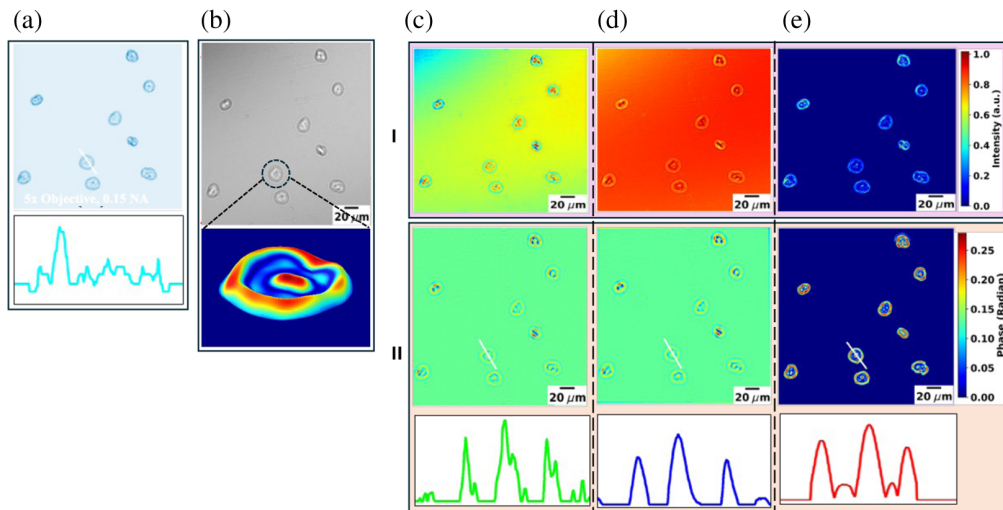 (a)
(b)
(c)
(d)
(e)
5x Objective, 0.15 NA
20 μm
I
20 μm
20 μm
20 μm
1.0
0.8
0.6
0.4
0.2
0.0
Intensity (a.u.)
II
20 μm
20 μm
20 μm
0.25
0.20
0.15
0.10
0.05
0.00
Phase (Radian)